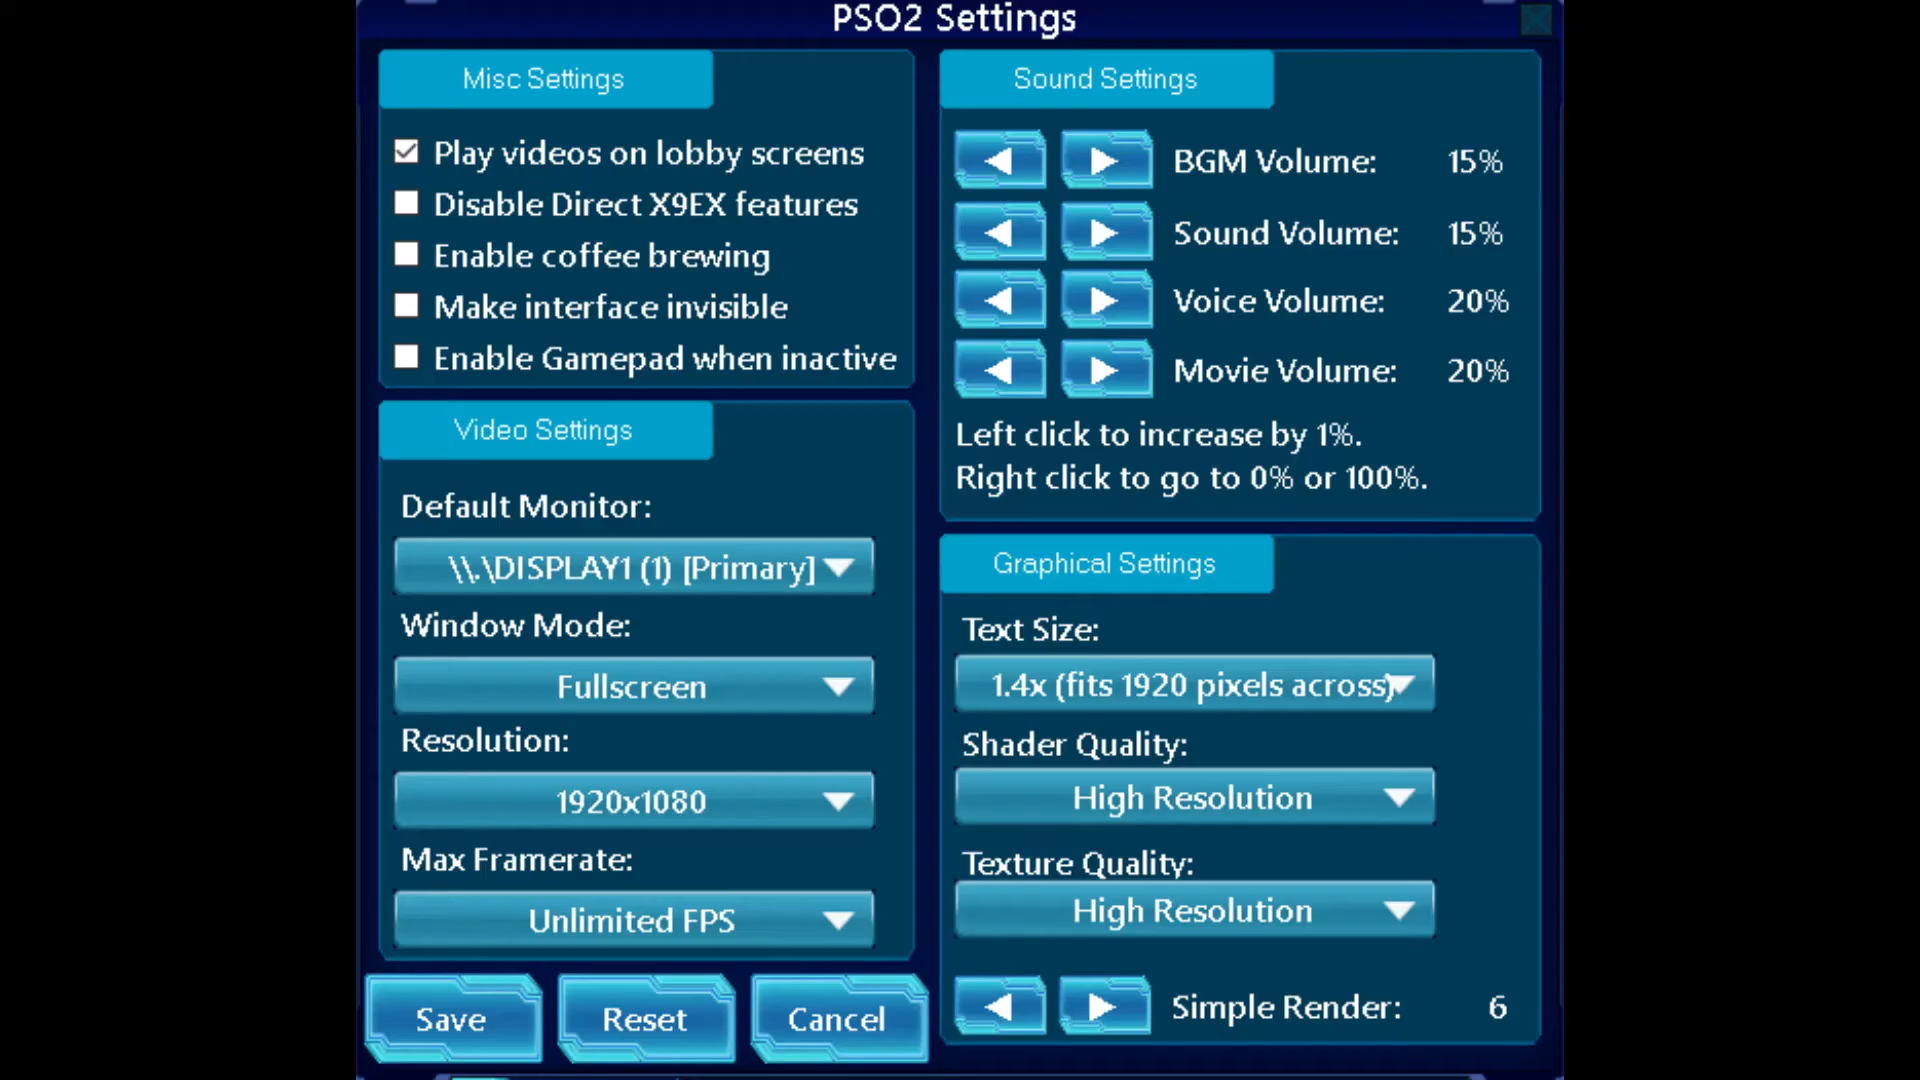 PSO2 Settings
Misc Settings
Play videos on lobby screens
Disable Direct X9EX features
Enable coffee brewing
Make interface invisible
Enable Gamepad when inactive
Video Settings
Default Monitor:
\\.\DISPLAY1 (1) [Primary]
Window Mode:
Fullscreen
Resolution:
1920x1080
Max Framerate:
Unlimited FPS
Save Reset Cancel
Sound Settings
BGM Volume: 15%
Sound Volume: 15%
Voice Volume: 20%
Movie Volume: 20%
Left click to increase by 1%.
Right click to go to 0% or 100%.
Graphical Settings
Text Size:
1.4x (fits 1920 pixels across)
Shader Quality:
High Resolution
Texture Quality:
High Resolution
Simple Render: 6